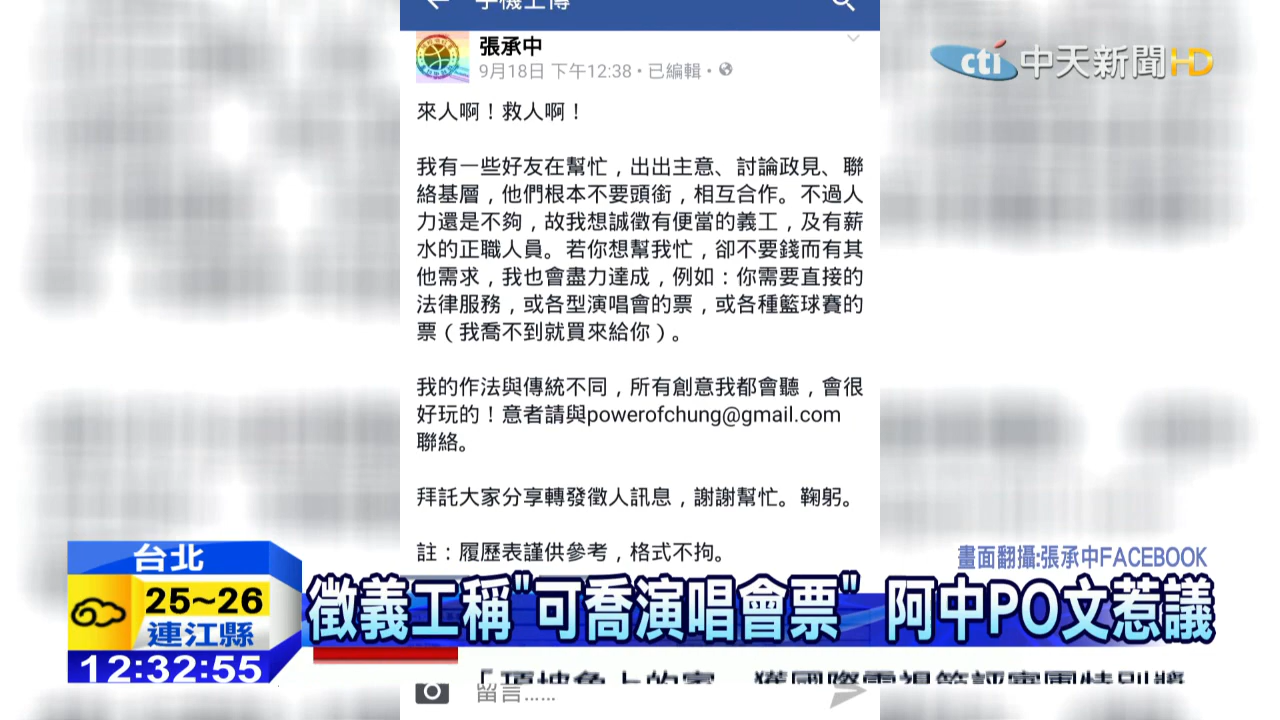 手機上傳
張承中
9月18日 下午12:38・已編輯・
cti 中天新聞HD
來人啊！救人啊！
我有一些好友在幫忙，出出主意、討論政見、聯
絡基層，他們根本不要頭銜，相互合作。不過人
力還是不夠，故我想誠徵有便當的義工，及有薪
水的正職人員。若你想幫我忙，卻不要錢而有其
他需求，我也會盡力達成，例如：你需要直接的
法律服務，或各型演唱會的票，或各種籃球賽的
票（我喬不到就買來給你）。
我的作法與傳統不同，所有創意我都會聽，會很
好玩的！意者請與powerofchung@gmail.com
聯絡。
拜託大家分享轉發徵人訊息，謝謝幫忙。鞠躬。
註：履歷表謹供參考，格式不拘。
畫面翻攝:張承中FACEBOOK
台北
25~26
連江縣
12:32:55
徵義工稱"可喬演唱會票" 阿中PO文惹議
留言......